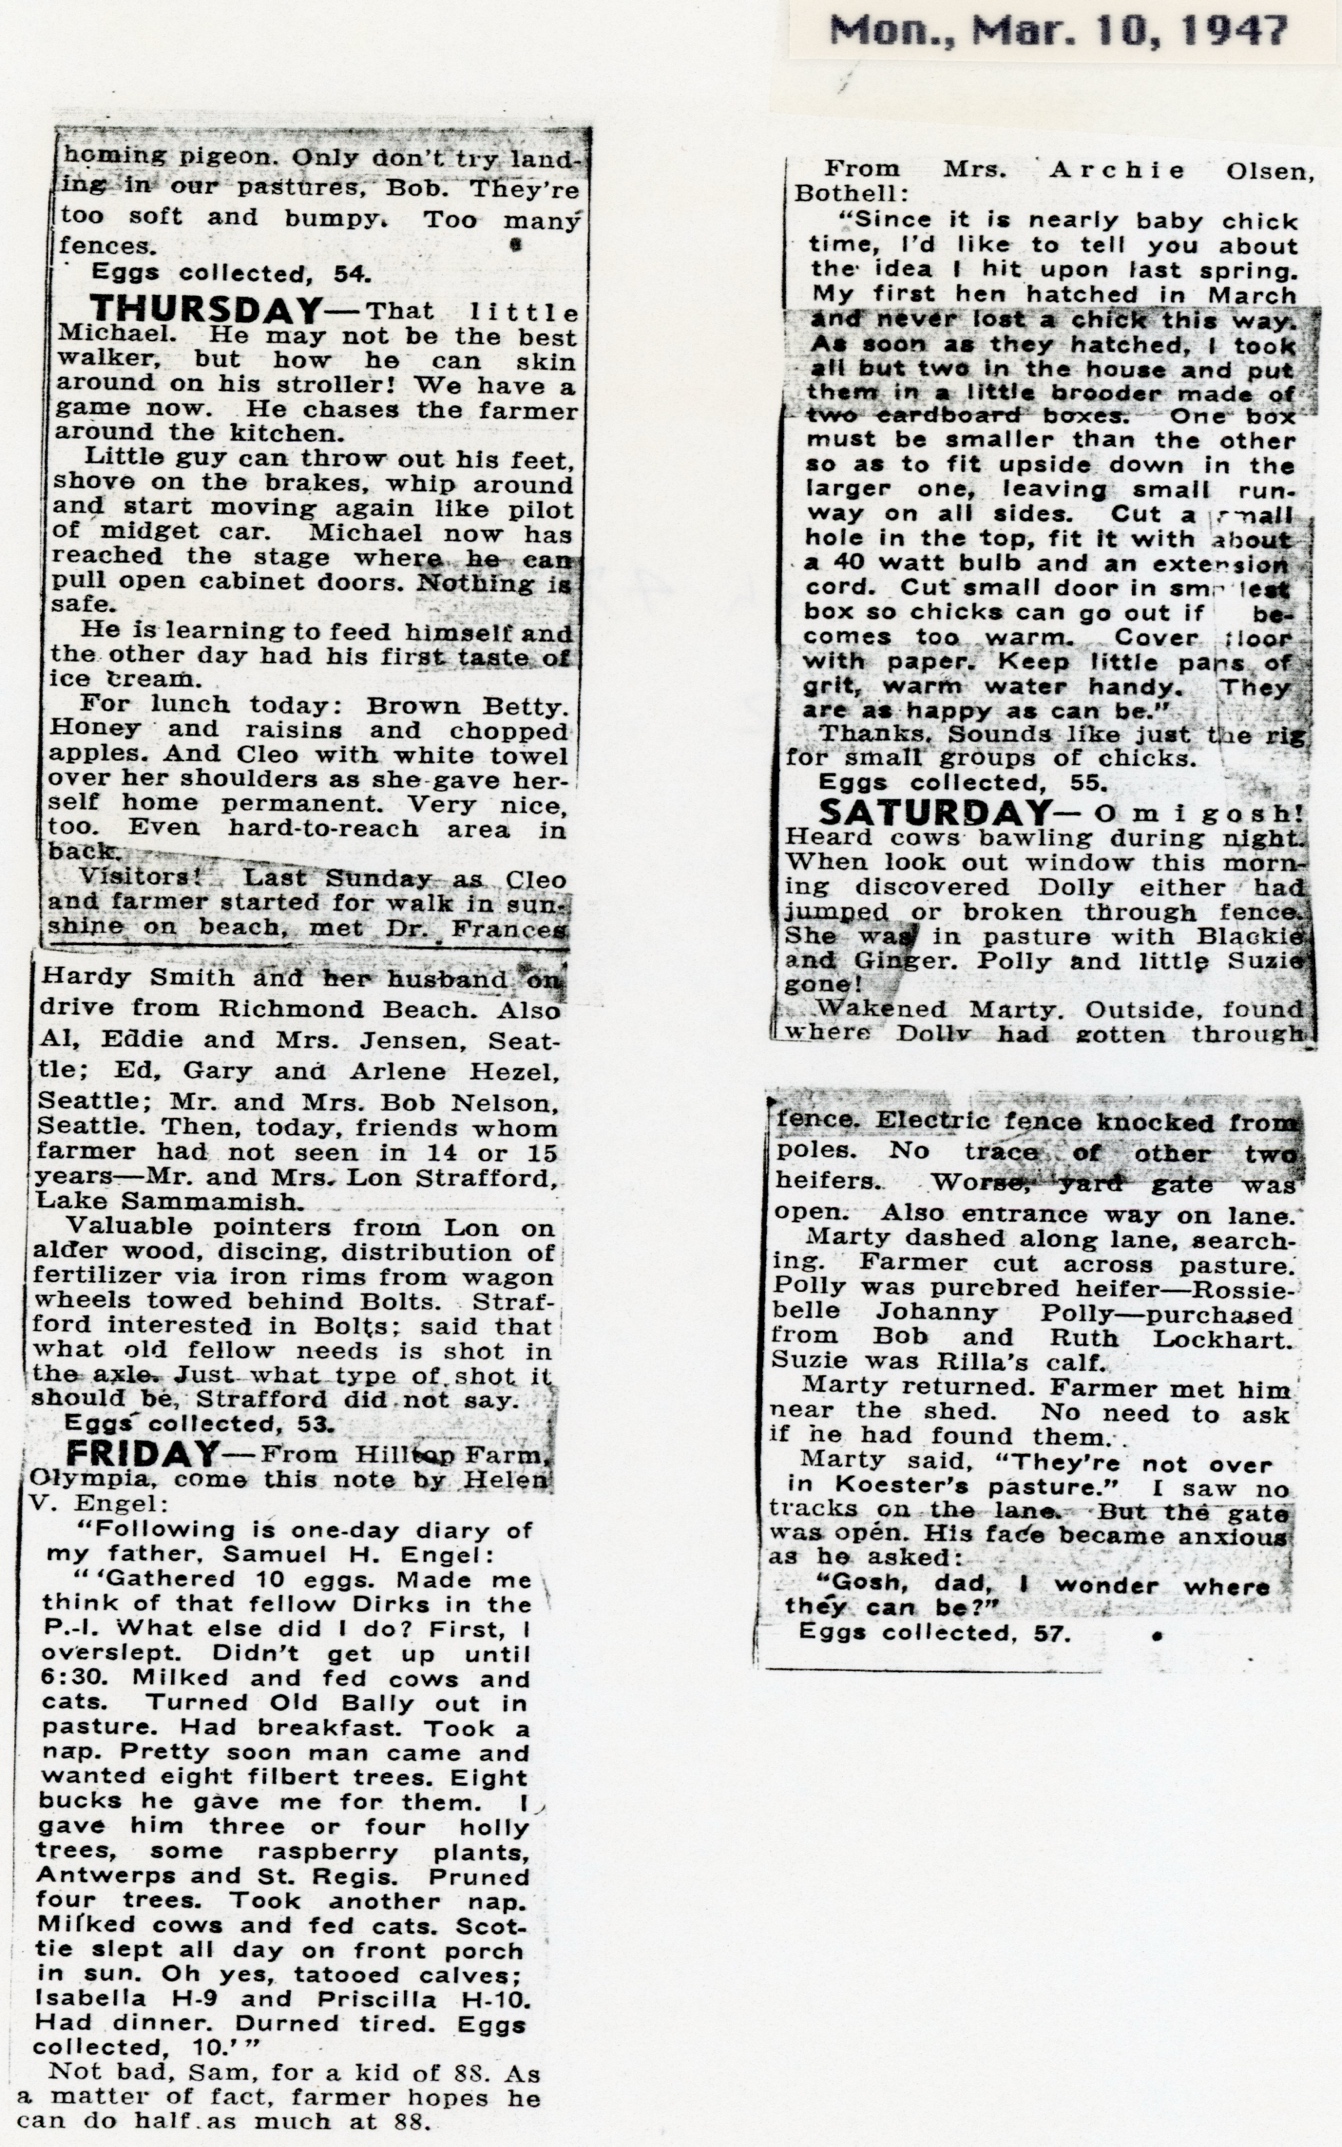 Mon., Mar. 10, 1947
homing pigeon. Only don't try land-
ing in our pastures, Bob. They're
too soft and bumpy. Too many
fences.
Eggs collected, 54.
THURSDAY—That little
Michael. He may not be the best
walker, but how he can skin
around on his stroller! We have a
game now. He chases the farmer
around the kitchen.
Little guy can throw out his feet,
shove on the brakes, whip around
and start moving again like pilot
of midget car. Michael now has
reached the stage where he can
pull open cabinet doors. Nothing is
safe.
He is learning to feed himself and
the other day had his first taste of
ice cream.
For lunch today: Brown Betty.
Honey and raisins and chopped
apples. And Cleo with white towel
over her shoulders as she gave her-
self home permanent. Very nice,
too. Even hard-to-reach area in
back.
Visitors! Last Sunday as Cleo
and farmer started for walk in sun-
shine on beach, met Dr. Frances
Hardy Smith and her husband on
drive from Richmond Beach. Also
Al, Eddie and Mrs. Jensen, Seat-
tle; Ed, Gary and Arlene Hezel,
Seattle; Mr. and Mrs. Bob Nelson,
Seattle. Then, today, friends whom
farmer had not seen in 14 or 15
years—Mr. and Mrs. Lon Strafford,
Lake Sammamish.
Valuable pointers from Lon on
alder wood, discing, distribution of
fertilizer via iron rims from wagon
wheels towed behind Bolts. Straf-
ford interested in Bolts; said that
what old fellow needs is shot in
the axle. Just what type of shot it
should be, Strafford did not say.
Eggs collected, 53.
FRIDAY—From Hilltop Farm,
Olympia, come this note by Helen
V. Engel:
"Following is one-day diary of
my father, Samuel H. Engel:
"'Gathered 10 eggs. Made me
think of that fellow Dirks in the
P.-I. What else did I do? First, I
overslept. Didn't get up until
6:30. Milked and fed cows and
cats. Turned Old Bally out in
pasture. Had breakfast. Took a
nap. Pretty soon man came and
wanted eight filbert trees. Eight
bucks he gave me for them. I
gave him three or four holly
trees, some raspberry plants,
Antwerps and St. Regis. Pruned
four trees. Took another nap.
Milked cows and fed cats. Scot-
tie slept all day on front porch
in sun. Oh yes, tatooed calves;
Isabella H-9 and Priscilla H-10.
Had dinner. Durned tired. Eggs
collected, 10.'"
Not bad, Sam, for a kid of 88. As
a matter of fact, farmer hopes he
can do half as much at 88.
From Mrs. Archie Olsen,
Bothell:
"Since it is nearly baby chick
time, I'd like to tell you about
the idea I hit upon last spring.
My first hen hatched in March
and never lost a chick this way.
As soon as they hatched, I took
all but two in the house and put
them in a little brooder made of
two cardboard boxes. One box
must be smaller than the other
so as to fit upside down in the
larger one, leaving small run-
way on all sides. Cut a small
hole in the top, fit it with about
a 40 watt bulb and an extension
cord. Cut small door in smallest
box so chicks can go out if be-
comes too warm. Cover floor
with paper. Keep little pans of
grit, warm water handy. They
are as happy as can be."
Thanks. Sounds like just the rig
for small groups of chicks.
Eggs collected, 55.
SATURDAY—Omigosh!
Heard cows bawling during night.
When look out window this morn-
ing discovered Dolly either had
jumped or broken through fence.
She was in pasture with Blackie
and Ginger. Polly and little Suzie
gone!
Wakened Marty. Outside, found
where Dolly had gotten through
fence. Electric fence knocked from
poles. No trace of other two
heifers. Worse, yard gate was
open. Also entrance way on lane.
Marty dashed along lane, search-
ing. Farmer cut across pasture.
Polly was purebred heifer—Rossie-
belle Johanny Polly—purchased
from Bob and Ruth Lockhart.
Suzie was Rilla's calf.
Marty returned. Farmer met him
near the shed. No need to ask
if he had found them.
Marty said, "They're not over
in Koester's pasture." I saw no
tracks on the lane. But the gate
was open. His face became anxious
as he asked:
"Gosh, dad, I wonder where
they can be?"
Eggs collected, 57.